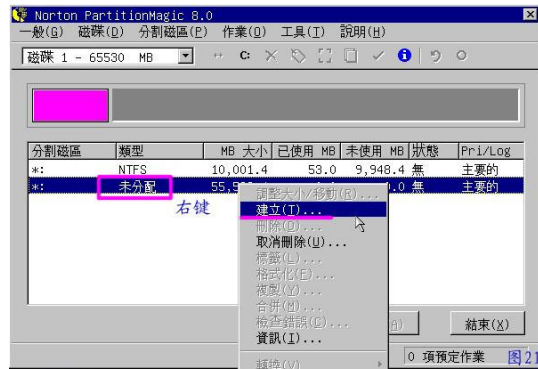 Norton PartitionMagic 8.0
一般(G) 磁碟(D) 分割磁區(P) 作業(O) 工具(T) 說明(H)
磁碟 1 - 65530 MB
C:
分割磁區 類型 MB 大小 已使用 MB 未使用 MB 狀態 Pri/Log
*: NTFS 10,001.4 53.0 9,948.4 無 主要的
*: 未分配 55,5 .0 無 主要的
右键
調整大小/移動(R)...
建立(T)...
刪除(D)...
取消刪除(U)...
標籤(L)...
格式化(F)...
複製(Y)...
合併(M)...
檢查錯誤(E)...
資訊(I)...
轉換(V)
A)
結束(X)
0 項預定作業
图21